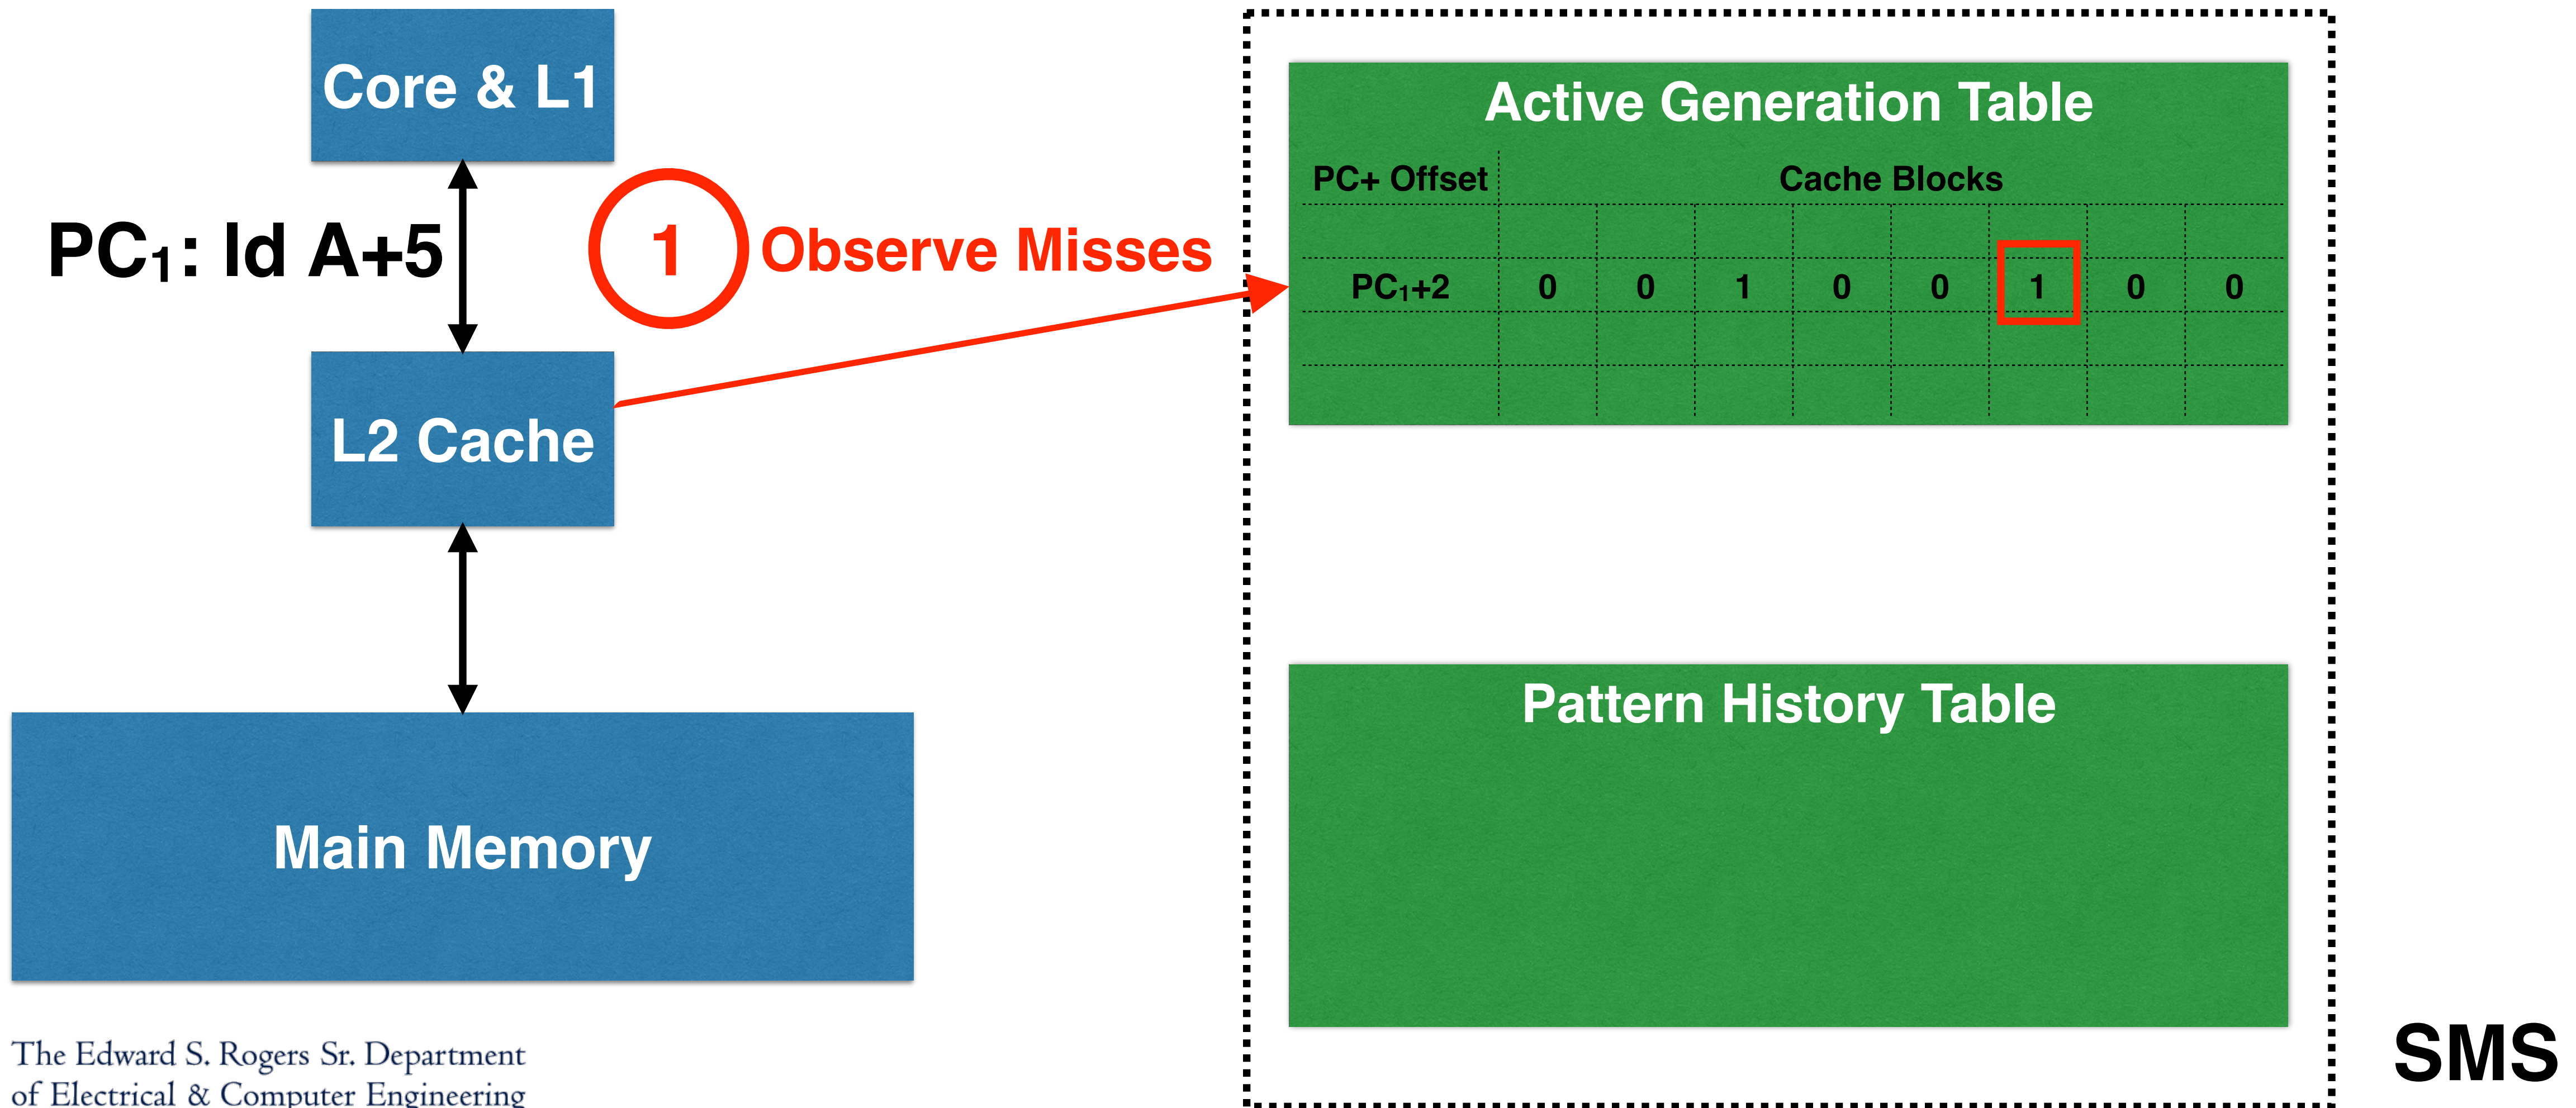 Core & L1
PC₁: ld A+5
1 Observe Misses
L2 Cache
Main Memory
Active Generation Table
PC+ Offset Cache Blocks
PC₁+2 0 0 1 0 0 1 0 0
Pattern History Table
SMS
The Edward S. Rogers Sr. Department
of Electrical & Computer Engineering